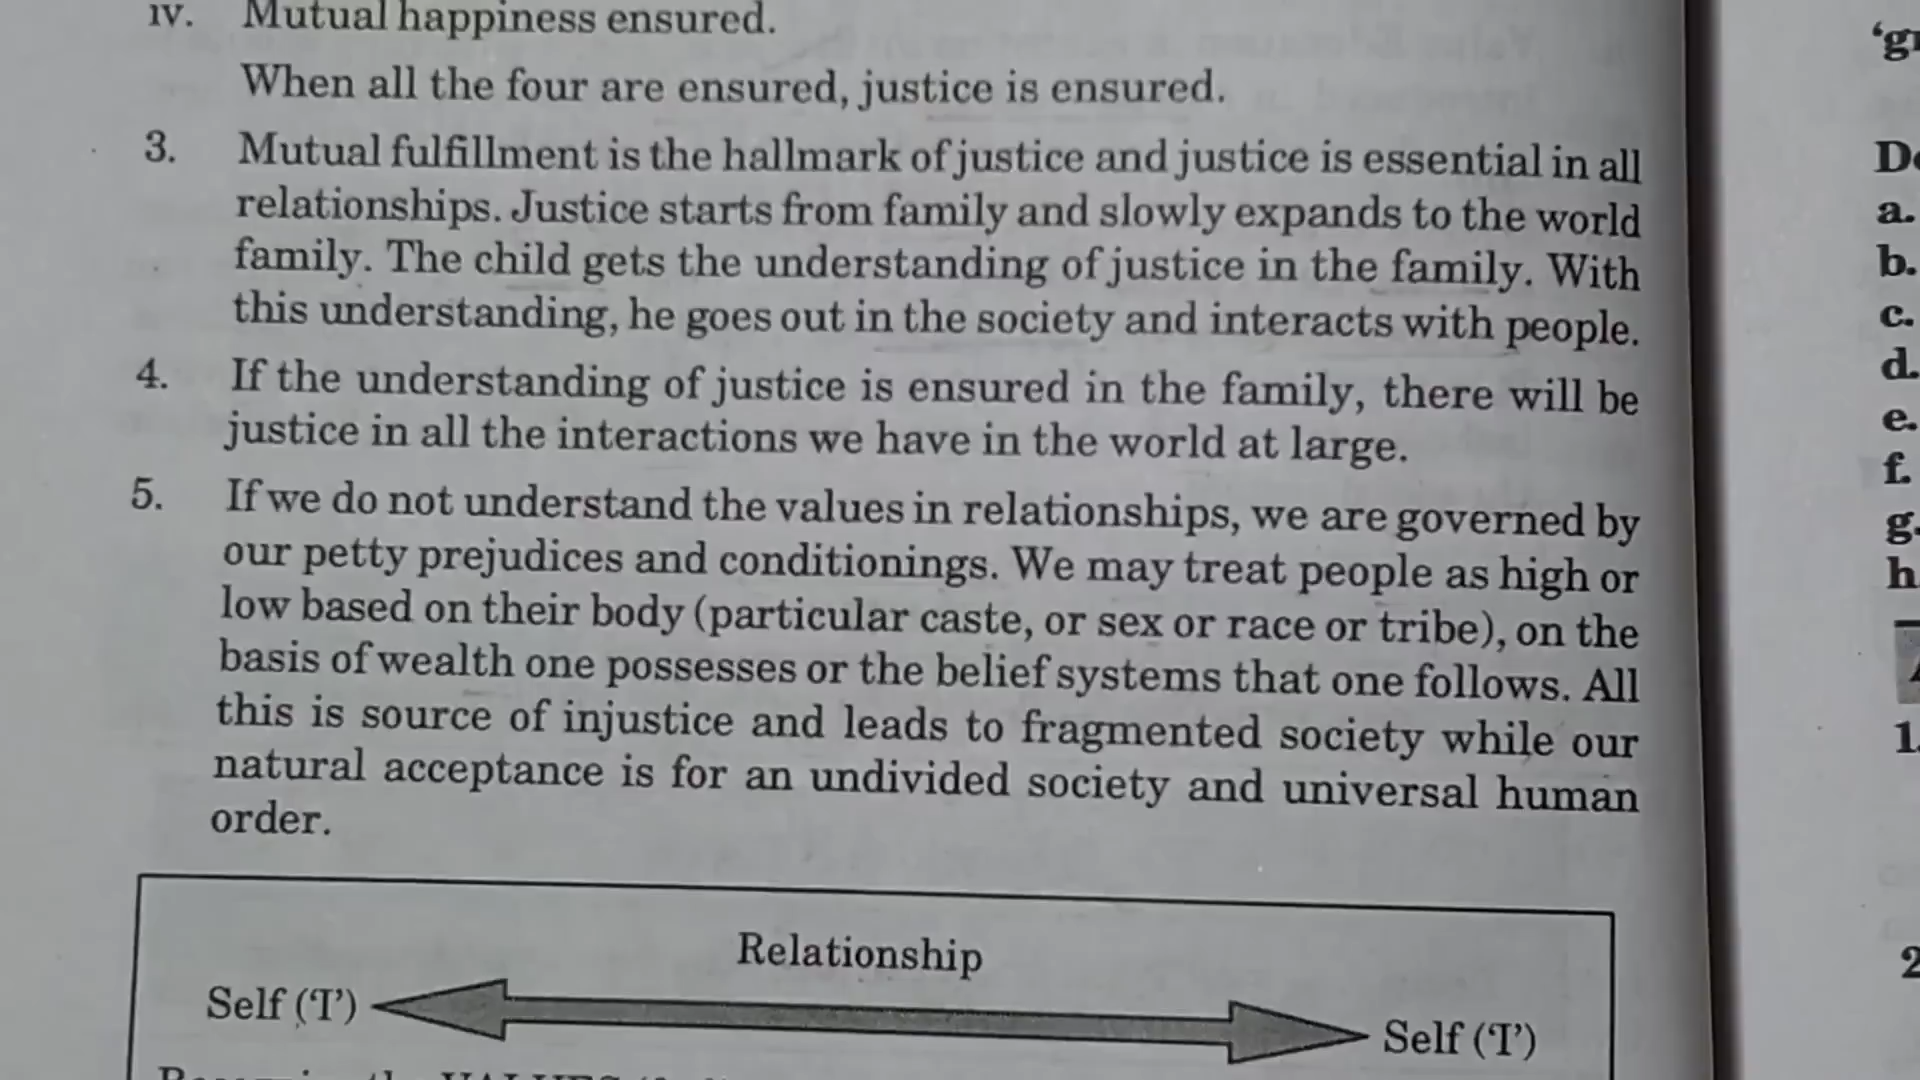 iv. Mutual happiness ensured.
When all the four are ensured, justice is ensured.
3. Mutual fulfillment is the hallmark of justice and justice is essential in all
relationships. Justice starts from family and slowly expands to the world
family. The child gets the understanding of justice in the family. With
this understanding, he goes out in the society and interacts with people.
4. If the understanding of justice is ensured in the family, there will be
justice in all the interactions we have in the world at large.
5. If we do not understand the values in relationships, we are governed by
our petty prejudices and conditionings. We may treat people as high or
low based on their body (particular caste, or sex or race or tribe), on the
basis of wealth one possesses or the belief systems that one follows. All
this is source of injustice and leads to fragmented society while our
natural acceptance is for an undivided society and universal human
order.
Relationship
Self ('I') Self ('I')
a.
b.
c.
d.
e.
f.
g.
h
1.
2